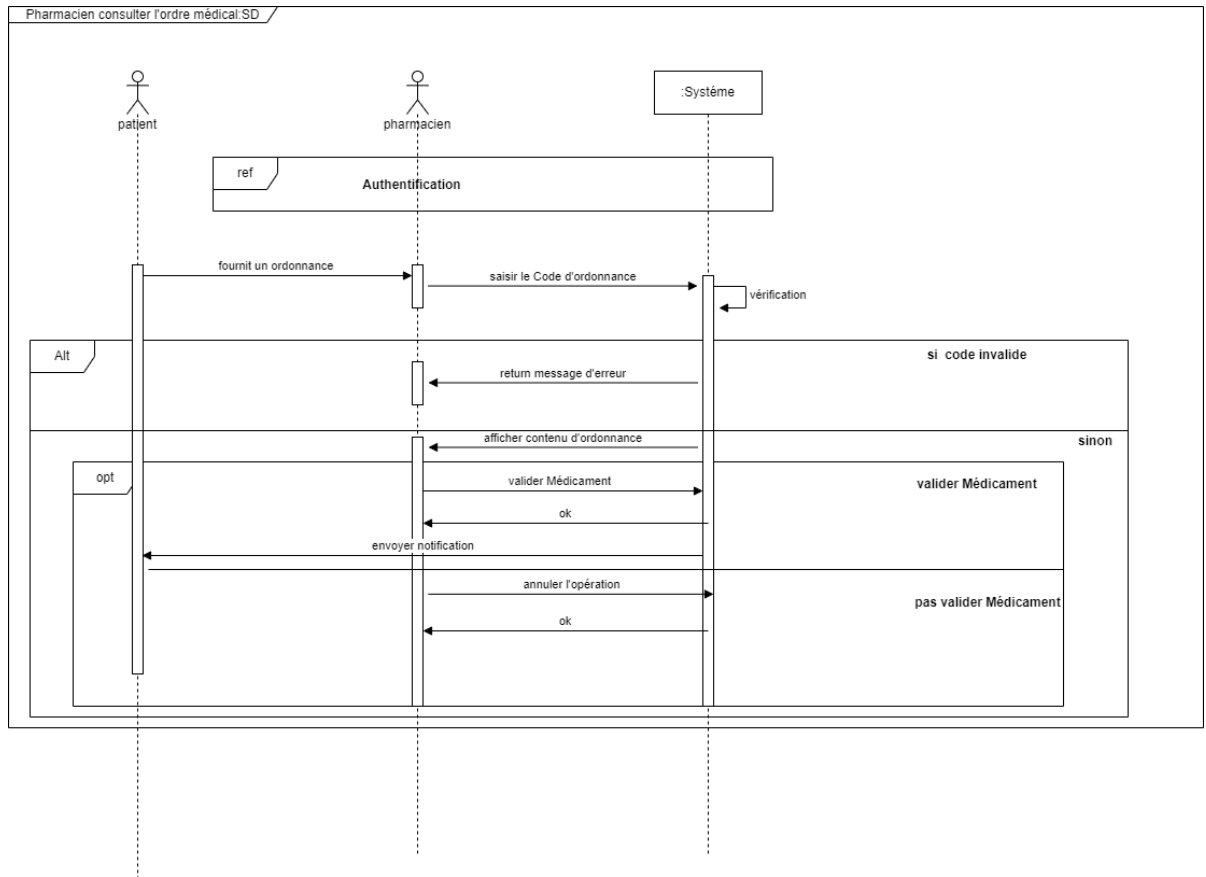 Pharmacien consulter l'ordre médical:SD
patient
pharmacien
:Systéme
ref
Authentification
fournit un ordonnance
saisir le Code d'ordonnance
vérification
Alt
si code invalide
return message d'erreur
afficher contenu d'ordonnance
sinon
opt
valider Médicament
valider Médicament
ok
envoyer notification
annuler l'opération
pas valider Médicament
ok